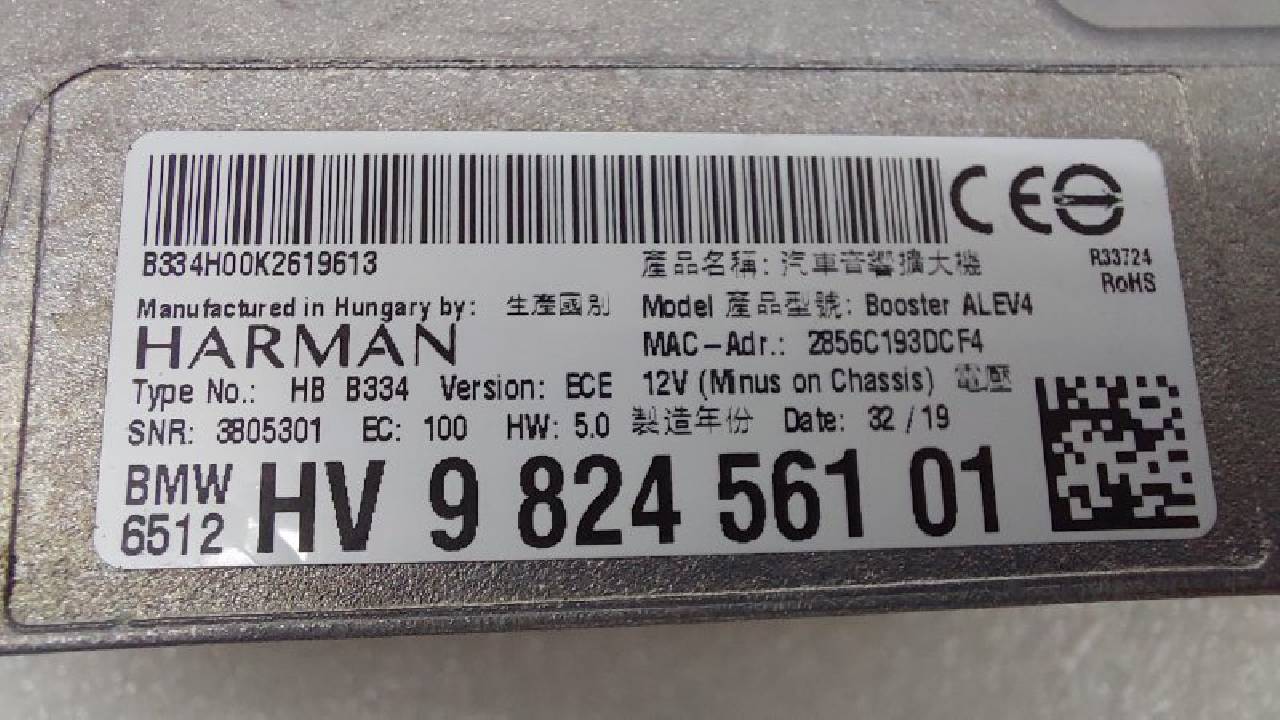 CE
B334H00K2619613 產品名稱: 汽車音響擴大機 R33724
RoHS
Manufactured in Hungary by: 生產國別 Model 產品型號: Booster ALEV4
HARMAN MAC-Adr.: 2856C193DCF4
Type No.: HB B334 Version: ECE 12V (Minus on Chassis) 電壓
SNR: 3805301 EC: 100 HW: 5.0 製造年份 Date: 32/19
BMW HV 9 824 561 01
6512